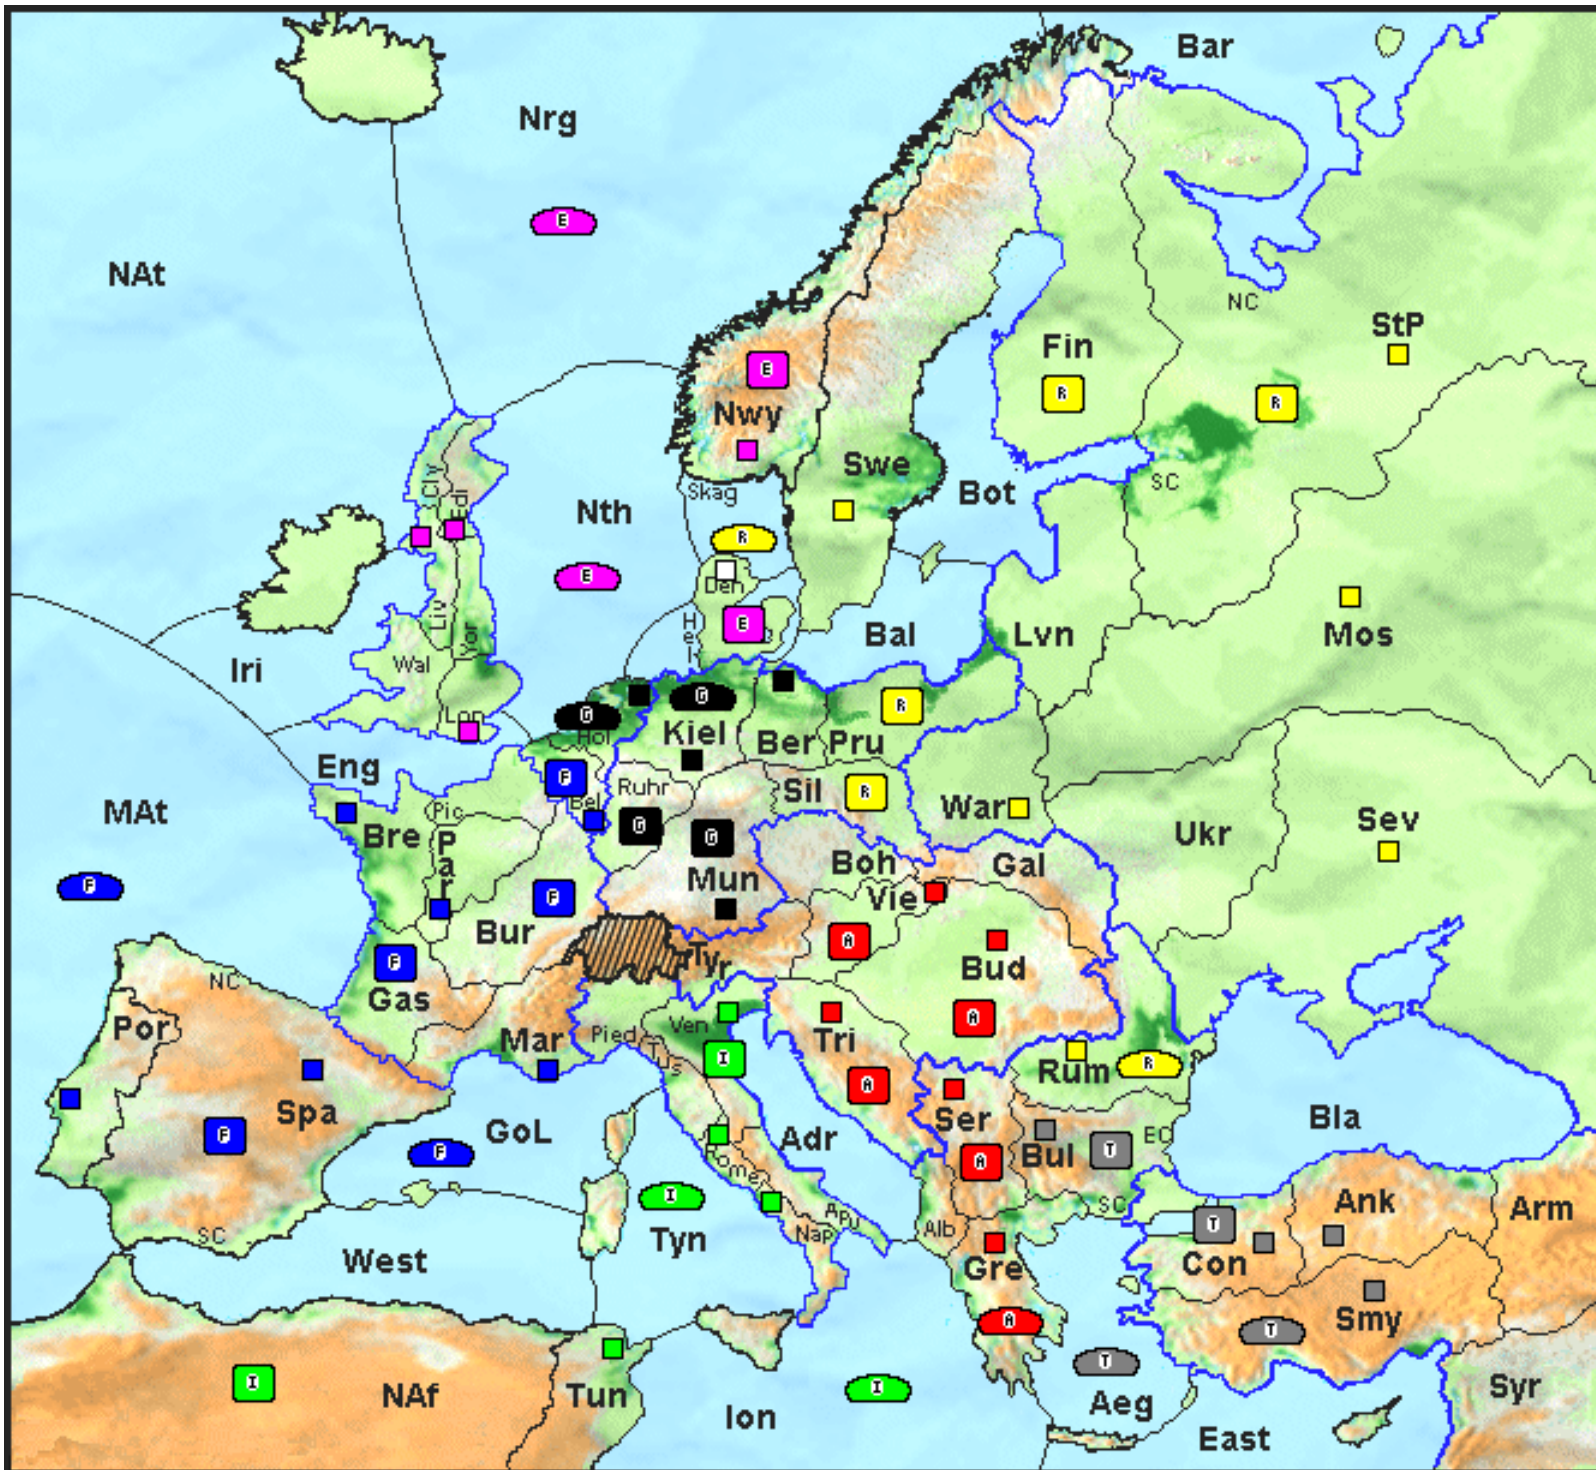 Bar
Nrg
E
NAt
NC
StP
Fin
E
R
R
Nwy
Swe
Cly
Edi
Skag
Bot
SC
Nth
R
E
Den
H
e
l
E
Bal
Lvn
Mos
Liv
Yor
Wal
Iri
Lon
G
G
R
Hol
Kiel
Ber
Pru
Eng
F
Ruhr
Sil
R
War
MAt
Pic
Bel
Bre
P
a
r
G
G
Boh
Gal
Ukr
Sev
F
F
Mun
Vie
Bur
A
Tyr
Bud
F
NC
Gas
Por
Mar
Pied
Ven
Tri
A
Tus
I
Rum
R
A
Spa
F
GoL
Adr
Ser
Bul
T
EC
Bla
F
Rome
A
I
Tyn
Apu
Nap
Alb
SC
Ank
Arm
SC
West
T
Con
Gre
A
T
Smy
I
NAf
Tun
I
T
Aeg
Syr
Ion
East